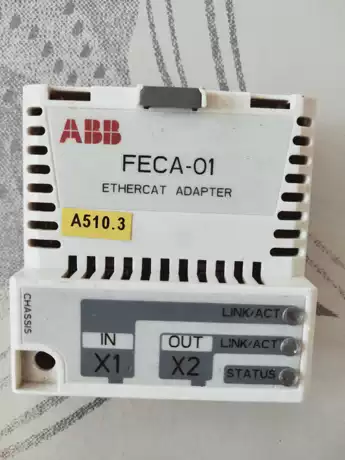 ABB
FECA-01
ETHERCAT ADAPTER
A510.3
CHASSIS
LINK/ACT
IN
X1
OUT
X2
LINK/ACT
STATUS